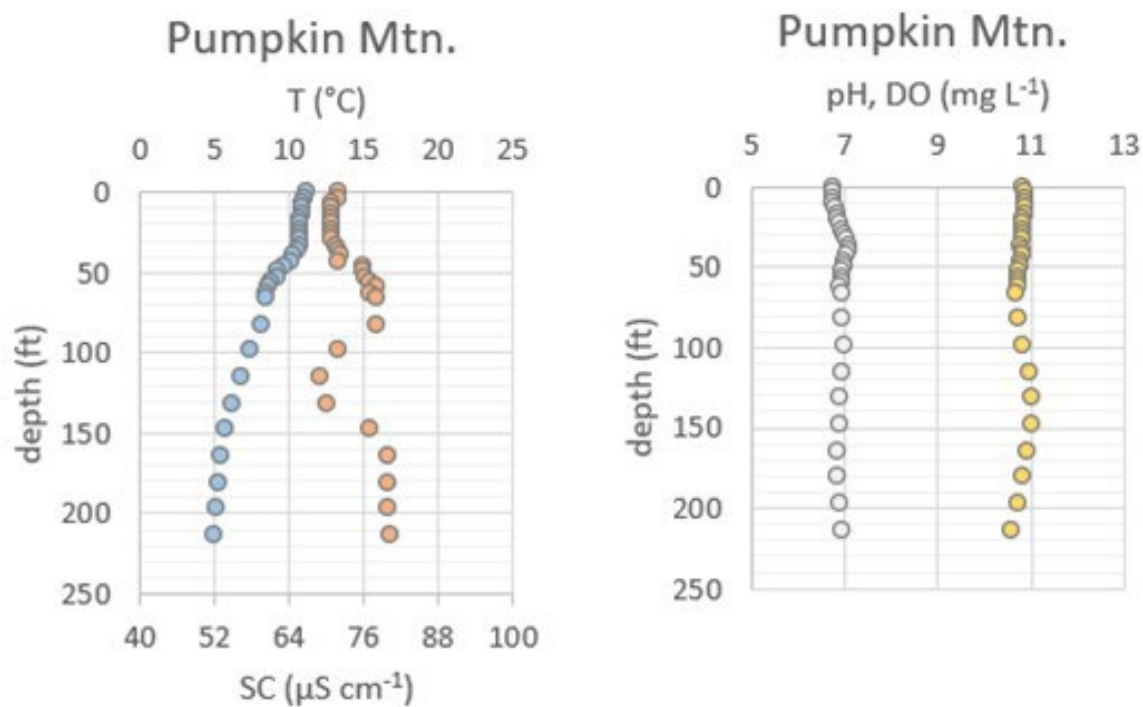 Pumpkin Mtn.
T (°C)
0 5 10 15 20 25
0
50
100
150
200
250
depth (ft)
40 52 64 76 88 100
SC (µS cm⁻¹)
Pumpkin Mtn.
pH, DO (mg L⁻¹)
5 7 9 11 13
0
50
100
150
200
250
depth (ft)